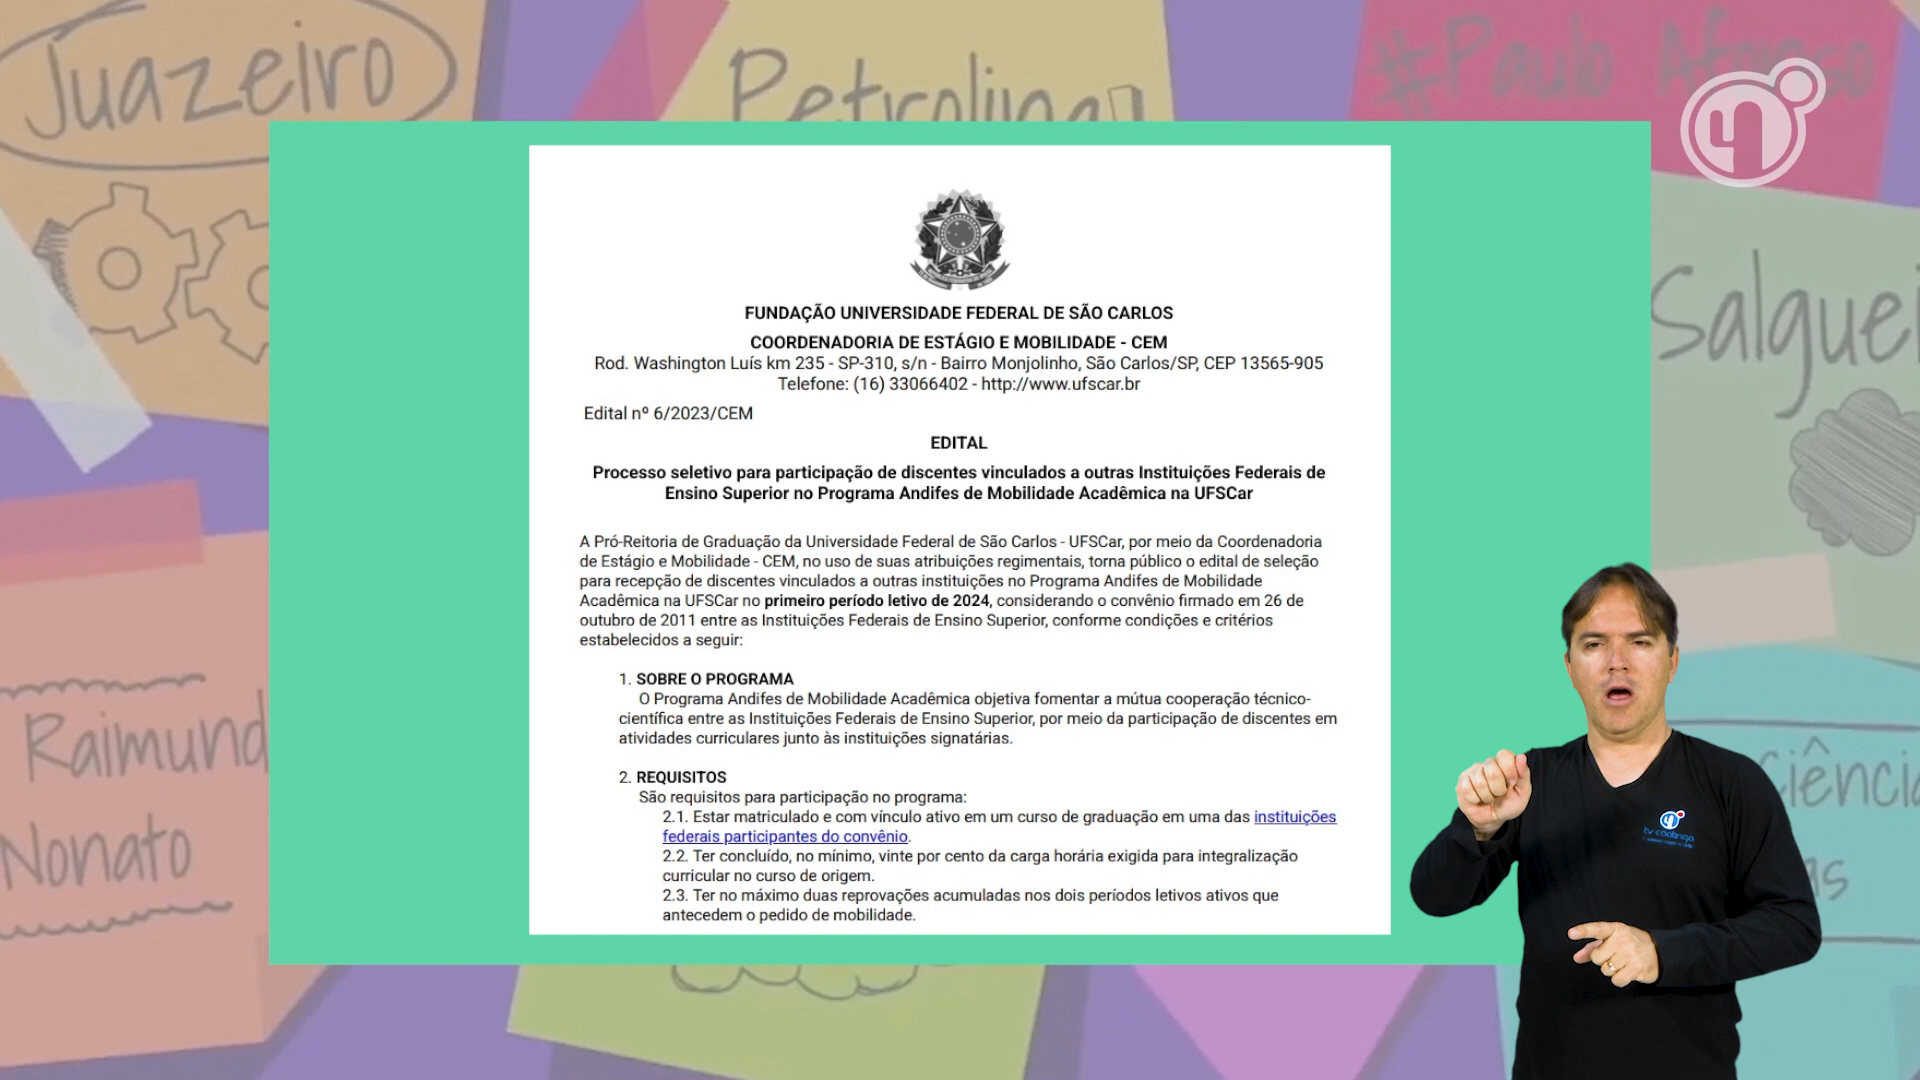 Juazeiro
Petrolina
#Paulo Afonso
FUNDAÇÃO UNIVERSIDADE FEDERAL DE SÃO CARLOS
COORDENADORIA DE ESTÁGIO E MOBILIDADE - CEM
Rod. Washington Luís km 235 - SP-310, s/n - Bairro Monjolinho, São Carlos/SP, CEP 13565-905
Telefone: (16) 33066402 - http://www.ufscar.br
Edital nº 6/2023/CEM
EDITAL
Processo seletivo para participação de discentes vinculados a outras Instituições Federais de
Ensino Superior no Programa Andifes de Mobilidade Acadêmica na UFSCar
A Pró-Reitoria de Graduação da Universidade Federal de São Carlos - UFSCar, por meio da Coordenadoria
de Estágio e Mobilidade - CEM, no uso de suas atribuições regimentais, torna público o edital de seleção
para recepção de discentes vinculados a outras instituições no Programa Andifes de Mobilidade
Acadêmica na UFSCar no primeiro período letivo de 2024, considerando o convênio firmado em 26 de
outubro de 2011 entre as Instituições Federais de Ensino Superior, conforme condições e critérios
estabelecidos a seguir:
1. SOBRE O PROGRAMA
O Programa Andifes de Mobilidade Acadêmica objetiva fomentar a mútua cooperação técnico-
científica entre as Instituições Federais de Ensino Superior, por meio da participação de discentes em
atividades curriculares junto às instituições signatárias.
2. REQUISITOS
São requisitos para participação no programa:
2.1. Estar matriculado e com vínculo ativo em um curso de graduação em uma das instituições
federais participantes do convênio.
2.2. Ter concluído, no mínimo, vinte por cento da carga horária exigida para integralização
curricular no curso de origem.
2.3. Ter no máximo duas reprovações acumuladas nos dois períodos letivos ativos que
antecedem o pedido de mobilidade.
Salguei
Raimund
Nonato
Ciência
as
tv caatinga